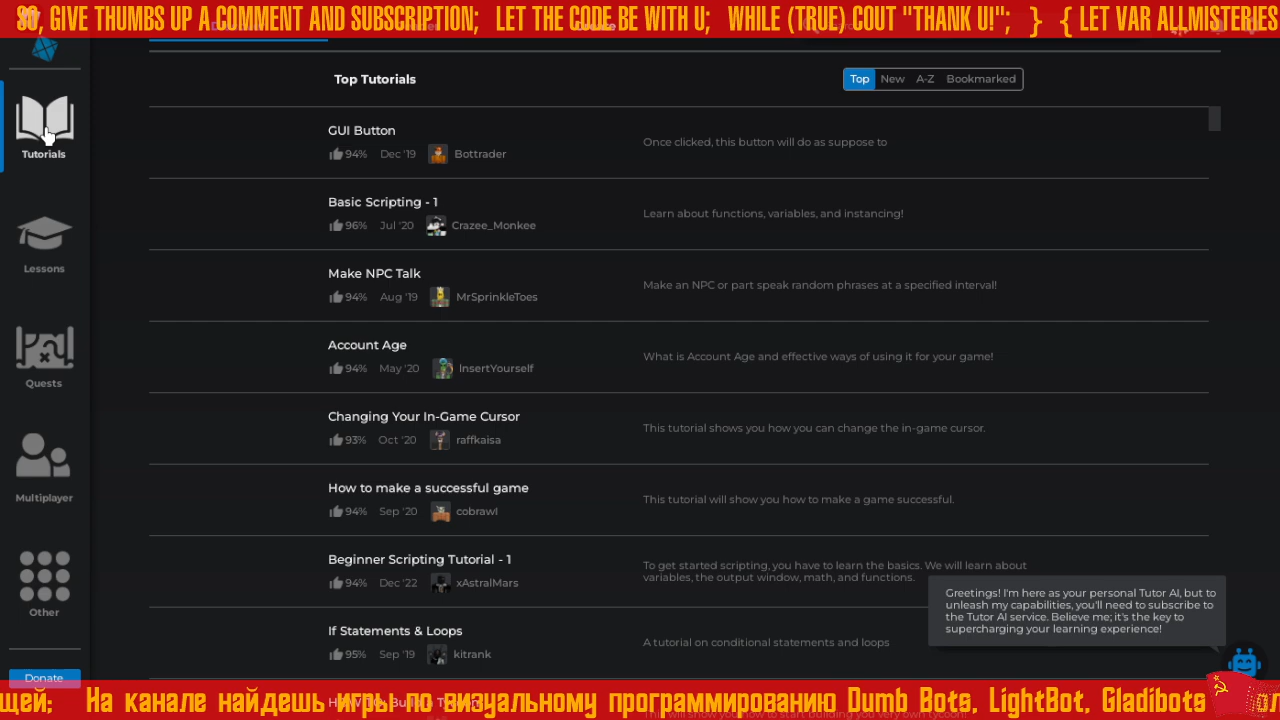 SO, GIVE THUMBS UP A COMMENT AND SUBSCRIPTION; LET THE CODE BE WITH U; WHILE (TRUE) COUT "THANK U!"; } { LET VAR ALL MISTERIES
Top Tutorials
Top New A-Z Bookmarked
Tutorials
GUI Button
94% Dec '19 Bottrader
Once clicked, this button will do as suppose to
Basic Scripting - 1
96% Jul '20 Crazee_Monkee
Learn about functions, variables, and instancing!
Lessons
Make NPC Talk
94% Aug '19 MrSprinkleToes
Make an NPC or part speak random phrases at a specified interval!
Account Age
94% May '20 InsertYourself
What is Account Age and effective ways of using it for your game!
Quests
Changing Your In-Game Cursor
93% Oct '20 raffkaisa
This tutorial shows you how you can change the in-game cursor.
Multiplayer
How to make a successful game
94% Sep '20 cobrawl
This tutorial will show you how to make a game successful.
Beginner Scripting Tutorial - 1
94% Dec '22 xAstralMars
To get started scripting, you have to learn the basics. We will learn about
variables, the output window, math, and functions.
Other
If Statements & Loops
95% Sep '19 kitrank
A tutorial on conditional statements and loops
Greetings! I'm here as your personal Tutor AI, but to
unleash my capabilities, you'll need to subscribe to
the Tutor AI service. Believe me; it's the key to
supercharging your learning experience!
Donate
щей; На канале найдешь игры по визуальному программированию Dumb Bots, LightBot, Gladibots